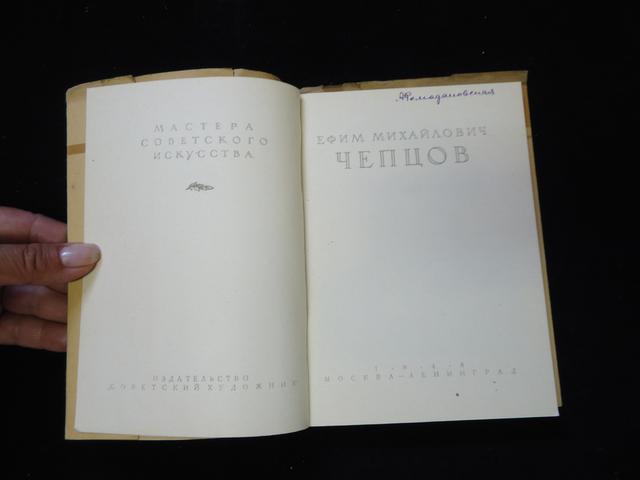 МАСТЕРА
СОВЕТСКОГО
ИСКУССТВА
ИЗДАТЕЛЬСТВО
СОВЕТСКИЙ ХУДОЖНИК
ЕФИМ МИХАЙЛОВИЧ
ЧЕПЦОВ
МОСКВА—ЛЕНИНГРАД